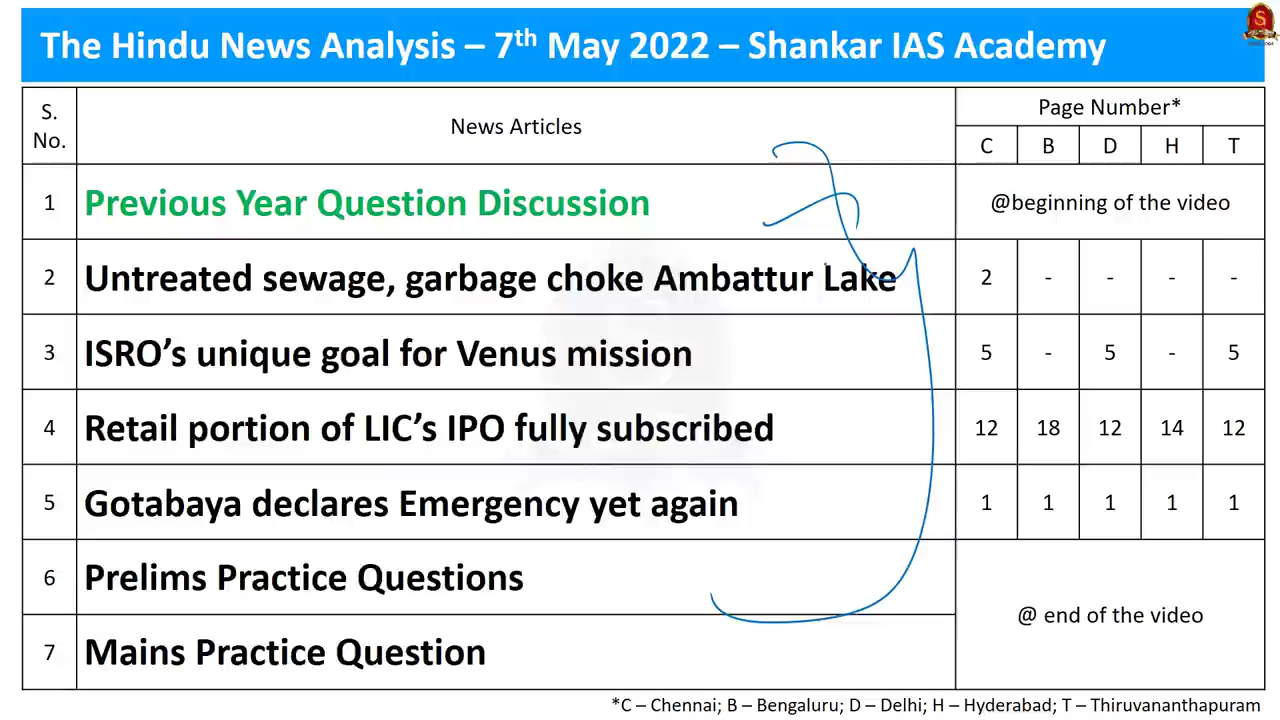 The Hindu News Analysis – 7th May 2022 – Shankar IAS Academy
S. No. News Articles Page Number*
C B D H T
1 Previous Year Question Discussion @beginning of the video
2 Untreated sewage, garbage choke Ambattur Lake 2 - - - -
3 ISRO's unique goal for Venus mission 5 - 5 - 5
4 Retail portion of LIC's IPO fully subscribed 12 18 12 14 12
5 Gotabaya declares Emergency yet again 1 1 1 1 1
6 Prelims Practice Questions @ end of the video
7 Mains Practice Question
*C – Chennai; B – Bengaluru; D – Delhi; H – Hyderabad; T – Thiruvananthapuram